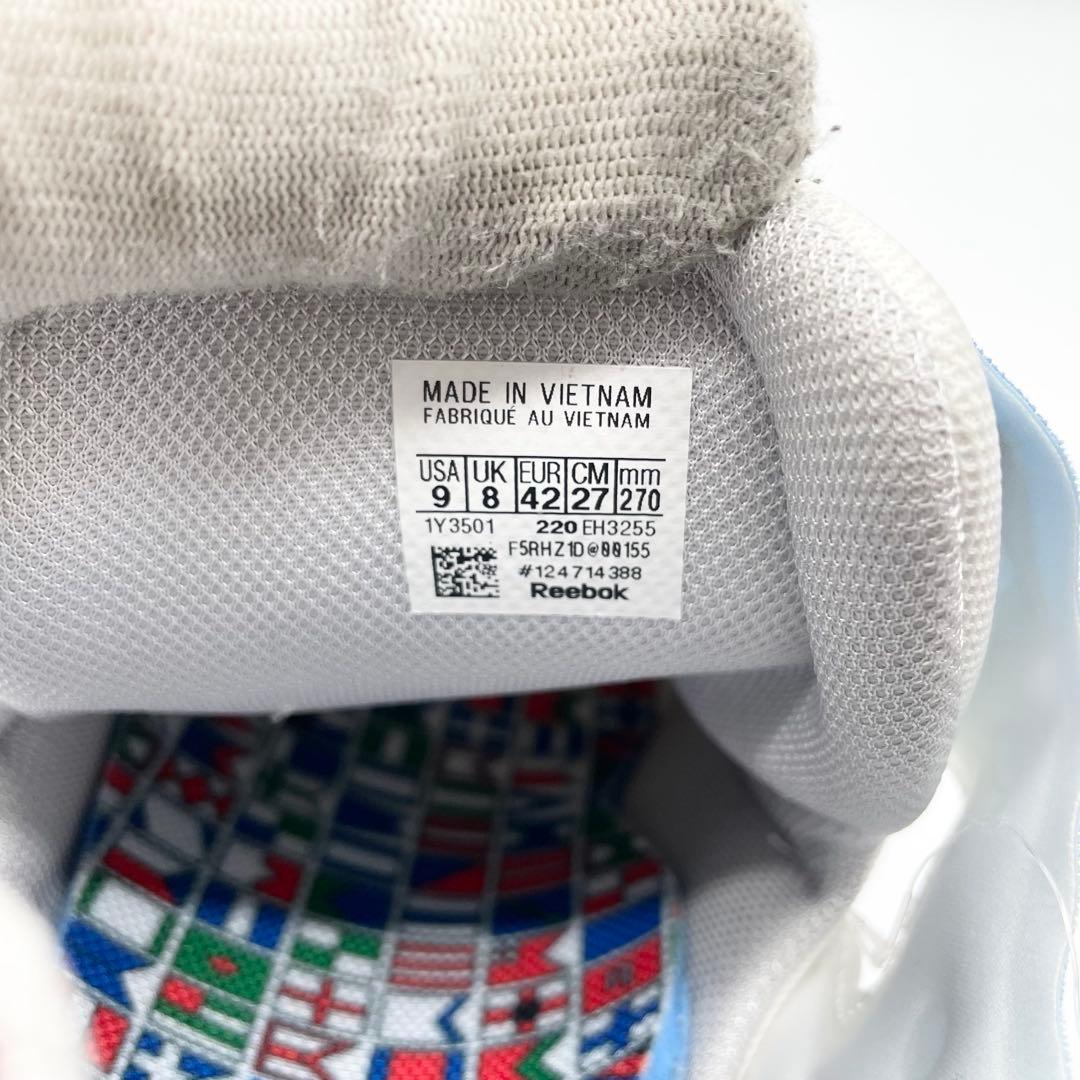 MADE IN VIETNAM
FABRIQUÉ AU VIETNAM
USA UK EUR CM mm
9 8 42 27 270
1Y3501 220 EH3255
F5RHZ1D@00155
#124714388
Reebok